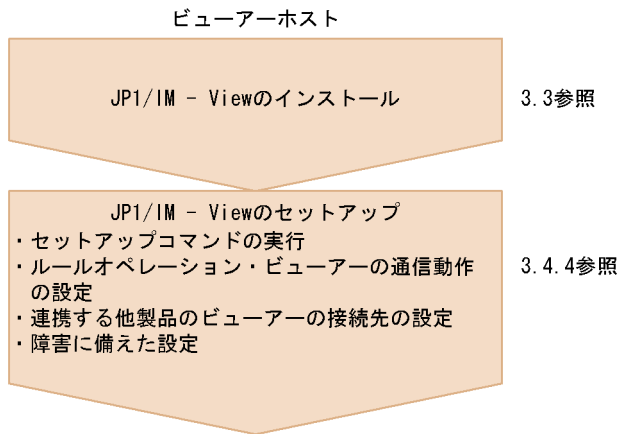 ビューアーホスト
JP1/IM - Viewのインストール
3.3参照
JP1/IM - Viewのセットアップ
・セットアップコマンドの実行
・ルールオペレーション・ビューアーの通信動作
の設定
・連携する他製品のビューアーの接続先の設定
・障害に備えた設定
3.4.4参照